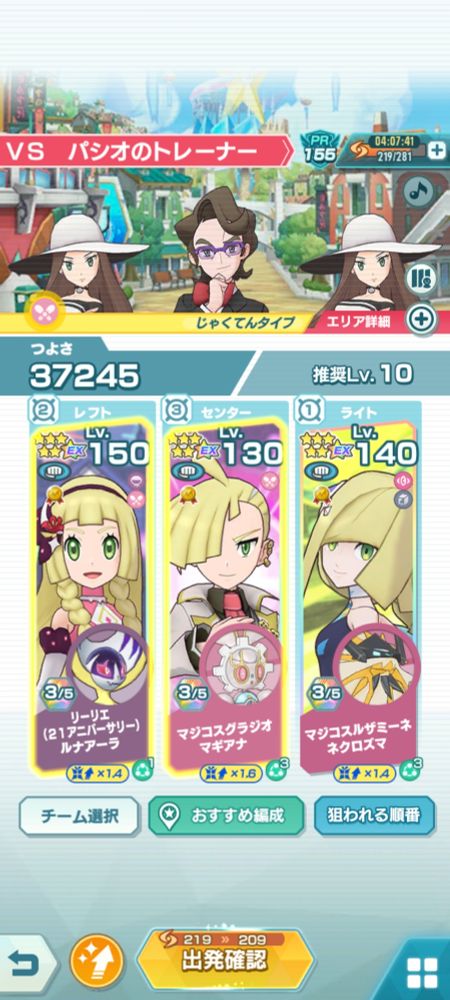 VS パシオのトレーナー
PR
155
04:07:41
219/281
じゃくてんタイプ
エリア詳細
つよさ
37245
推奨Lv. 10
2 レフト
3 センター
1 ライト
EX Lv. 150
EX Lv. 130
EX Lv. 140
3/5
3/5
3/5
リーリエ
(21アニバーサリー)
ルナアーラ
マジコスグラジオ
マギアナ
マジコスルザミーネ
ネクロズマ
×1.4 1
×1.6 3
×1.4 3
チーム選択
おすすめ編成
狙われる順番
219 » 209
出発確認